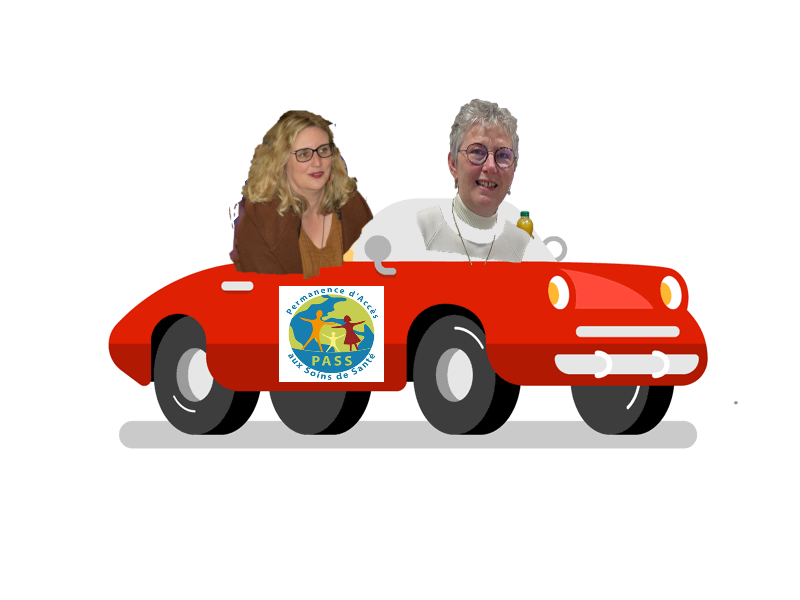 Permanence d'Accès
PASS
aux Soins de Santé